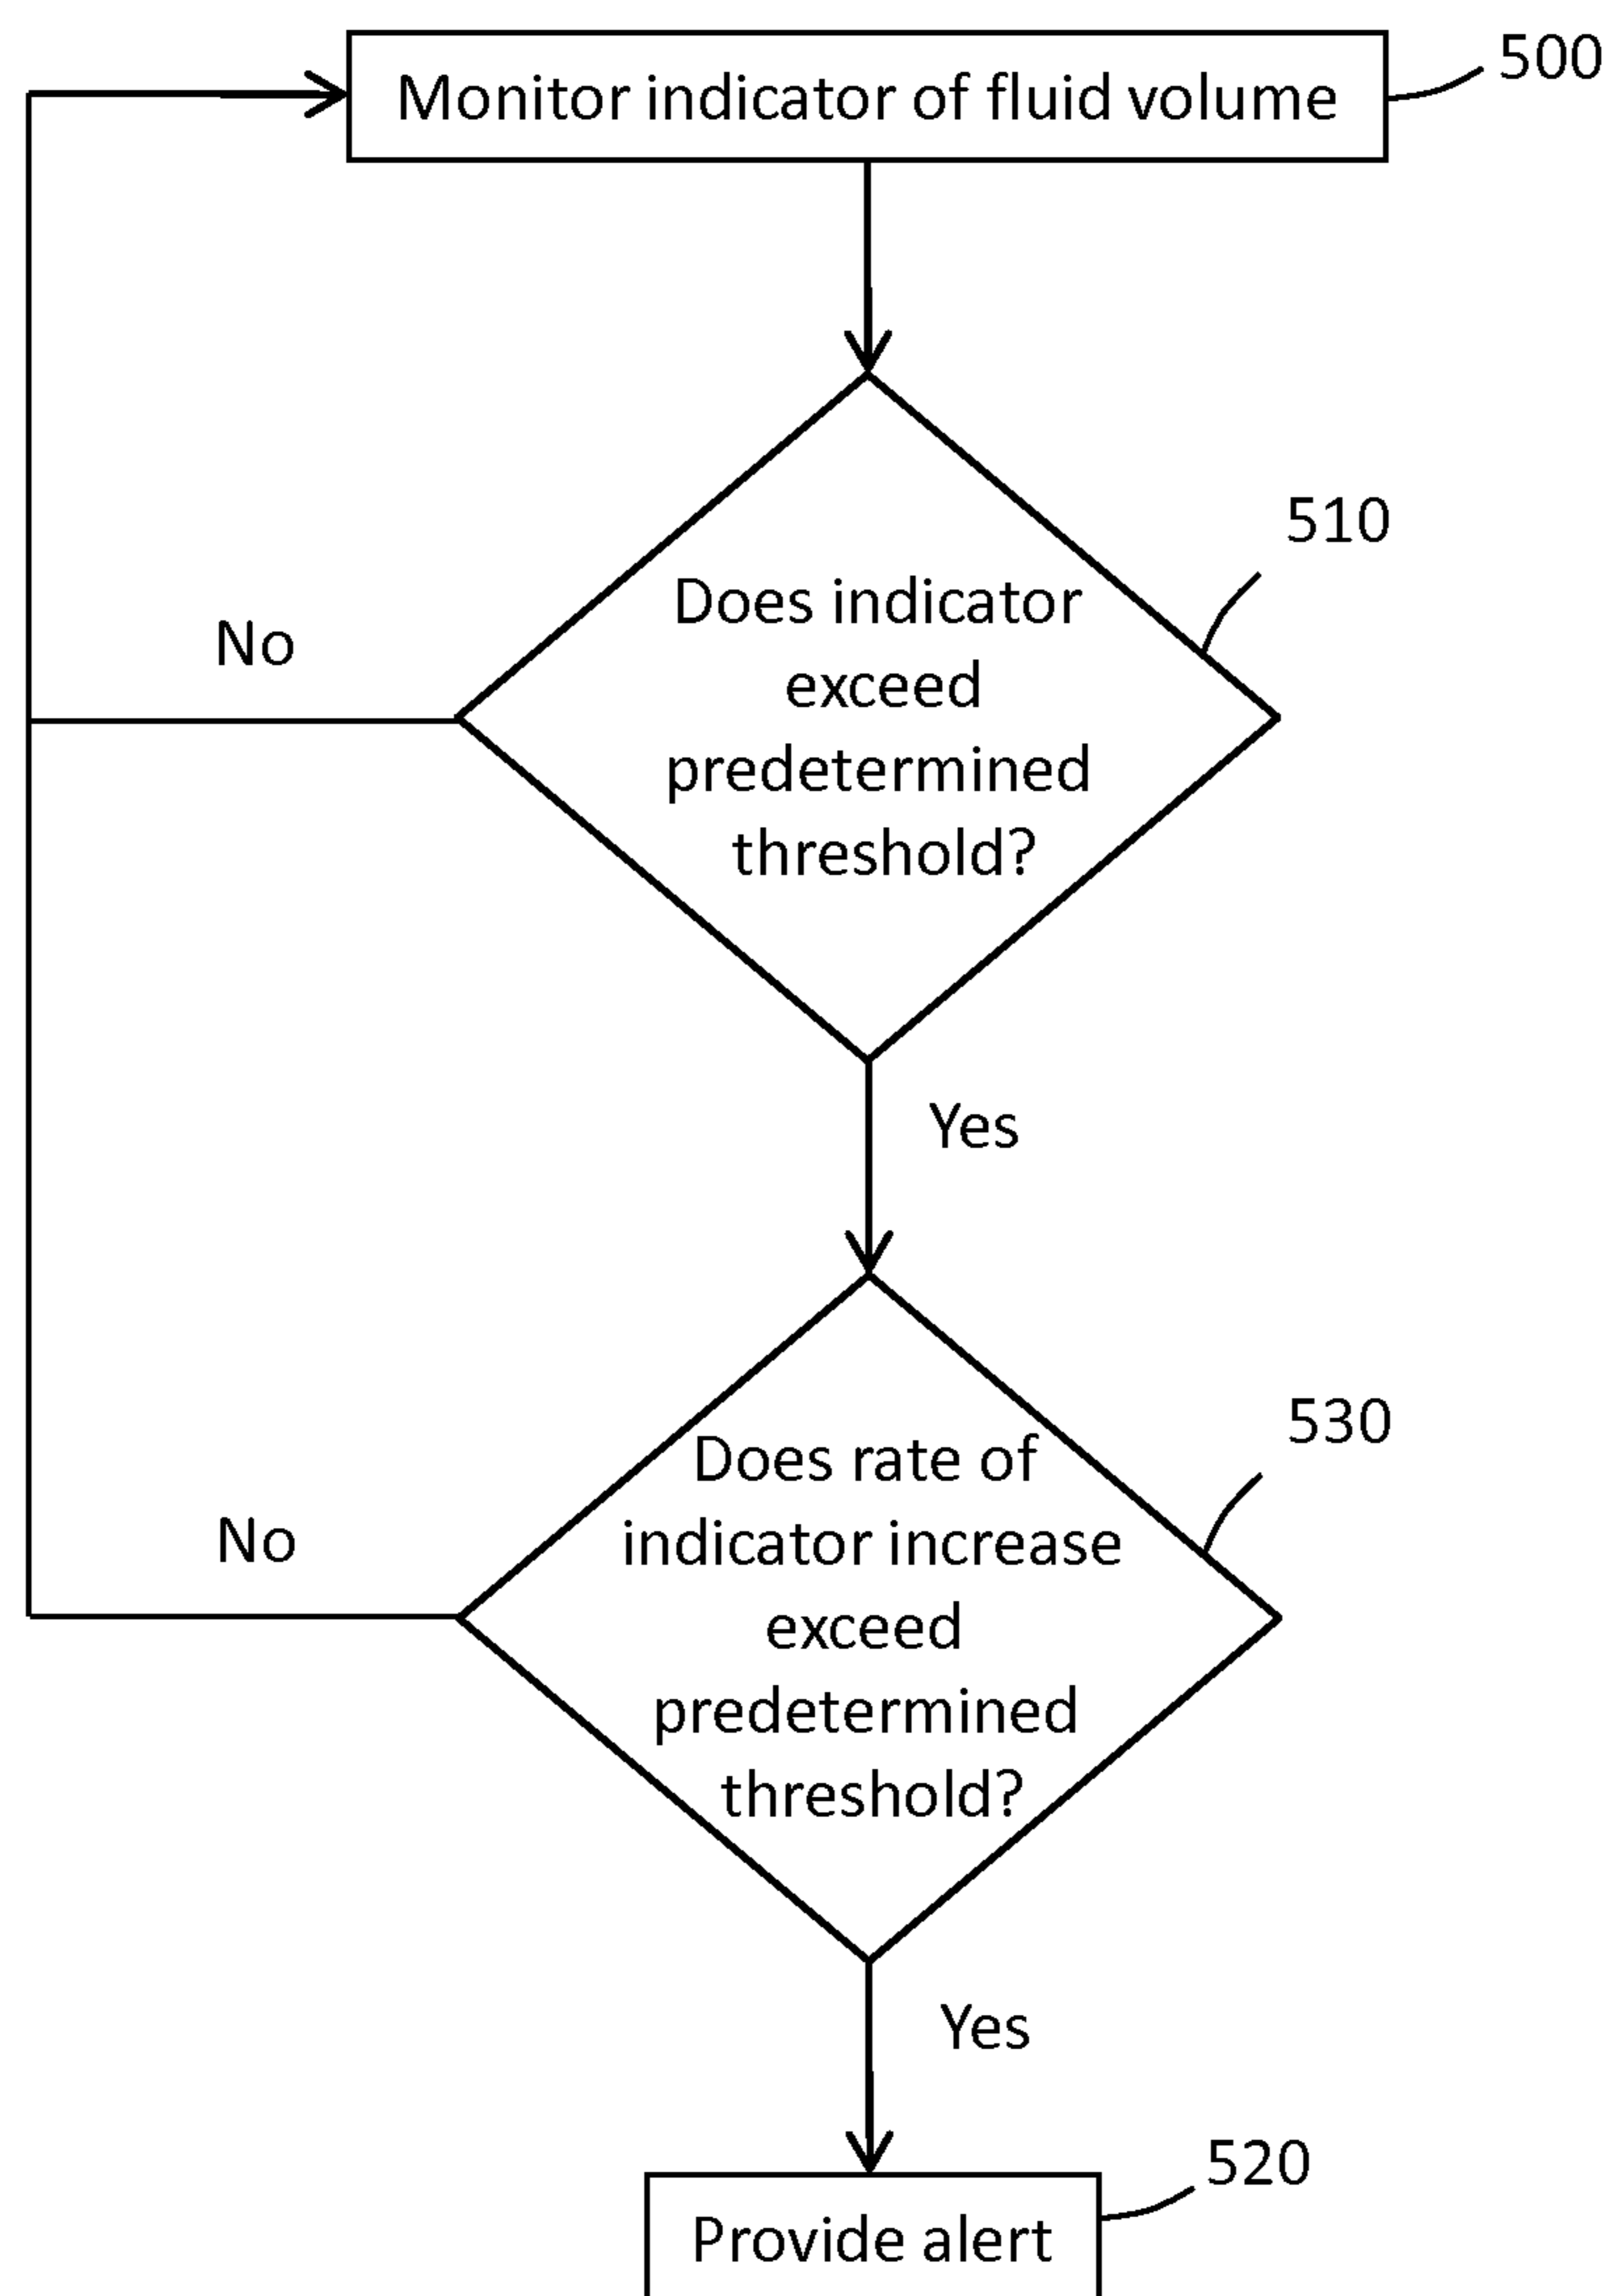 Monitor indicator of fluid volume
500
510
Does indicator
exceed
predetermined
threshold?
No
Yes
530
Does rate of
indicator increase
exceed
predetermined
threshold?
No
Yes
520
Provide alert